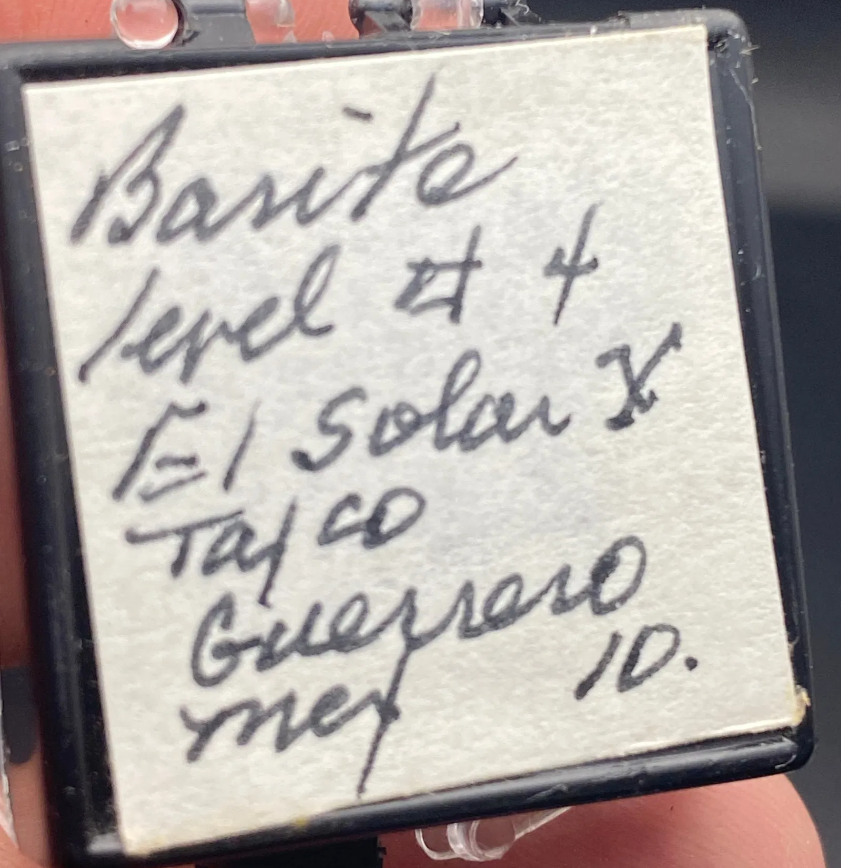 Barite
level # 4
El Solar X
Taxco
Guerrero
Mex
10.